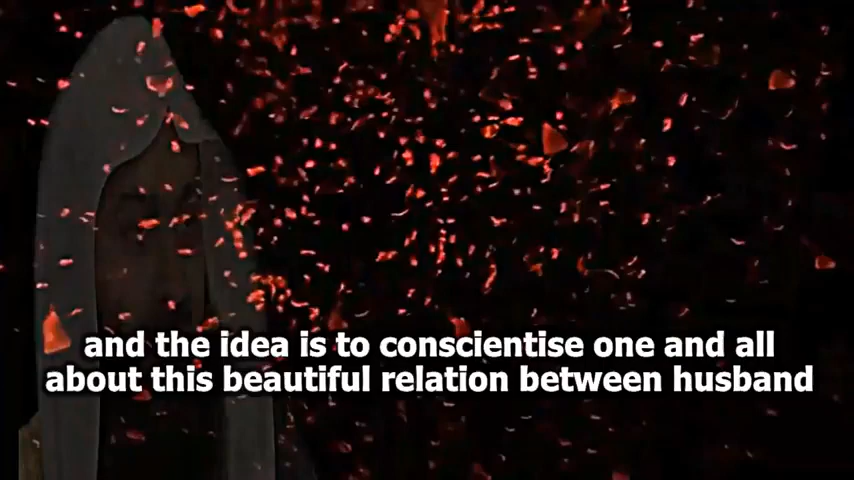 and the idea is to conscientise one and all
about this beautiful relation between husband